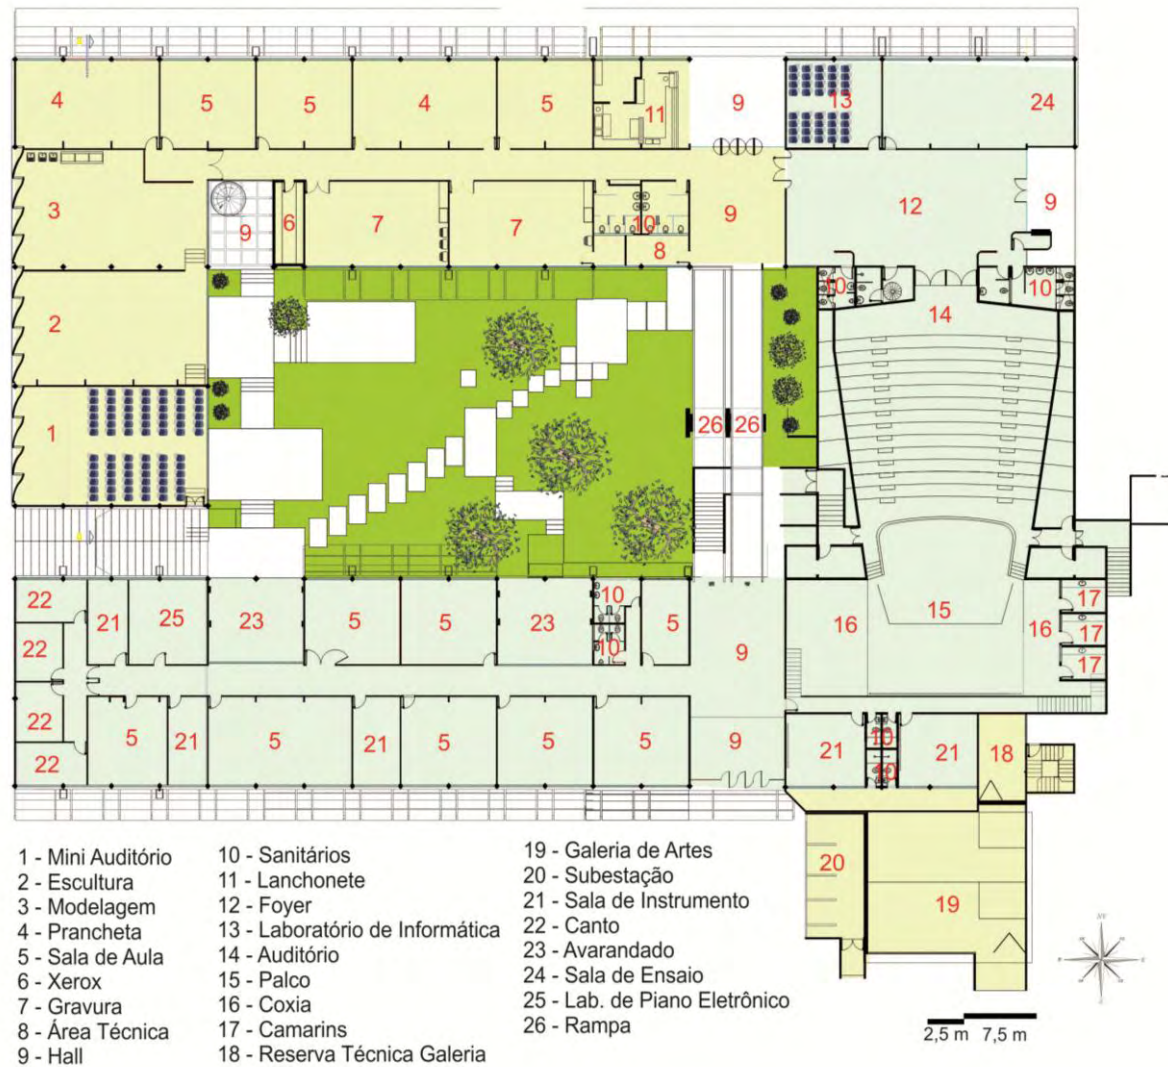 4
5
5
4
5
11
9
13
24
3
9
6
7
7
10
8
9
12
9
2
10
14
10
1
26
26
22
21
25
23
5
5
23
10
10
5
9
16
15
16
17
17
17
22
22
22
5
21
5
21
5
5
5
9
21
10
10
21
18
20
19
1 - Mini Auditório
2 - Escultura
3 - Modelagem
4 - Prancheta
5 - Sala de Aula
6 - Xerox
7 - Gravura
8 - Área Técnica
9 - Hall
10 - Sanitários
11 - Lanchonete
12 - Foyer
13 - Laboratório de Informática
14 - Auditório
15 - Palco
16 - Coxia
17 - Camarins
18 - Reserva Técnica Galeria
19 - Galeria de Artes
20 - Subestação
21 - Sala de Instrumento
22 - Canto
23 - Avarandado
24 - Sala de Ensaio
25 - Lab. de Piano Eletrônico
26 - Rampa
2,5 m 7,5 m